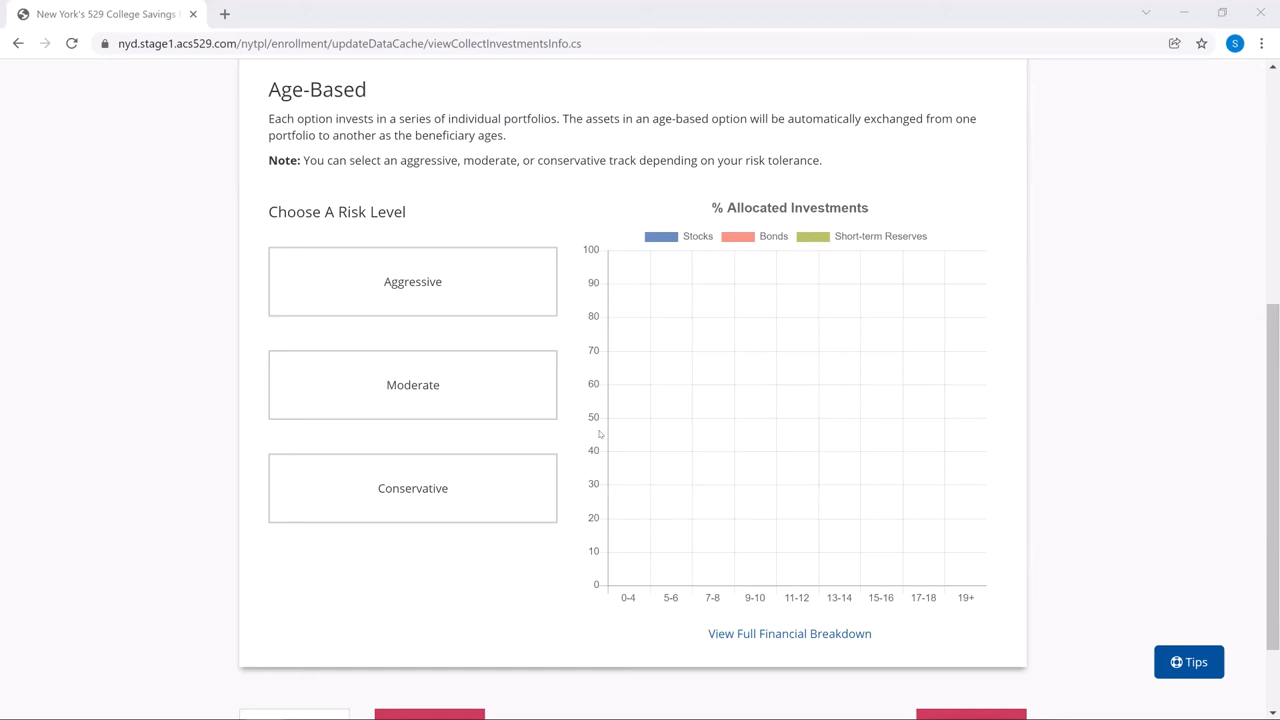 New York's 529 College Savings
nyd.stage1.acs529.com/nytpl/enrollment/updateDataCache/viewCollectInvestmentsInfo.cs
S
Age-Based
Each option invests in a series of individual portfolios. The assets in an age-based option will be automatically exchanged from one
portfolio to another as the beneficiary ages.
Note: You can select an aggressive, moderate, or conservative track depending on your risk tolerance.
Choose A Risk Level
Aggressive
Moderate
Conservative
% Allocated Investments
Stocks Bonds Short-term Reserves
100
90
80
70
60
50
40
30
20
10
0
0-4 5-6 7-8 9-10 11-12 13-14 15-16 17-18 19+
View Full Financial Breakdown
Tips